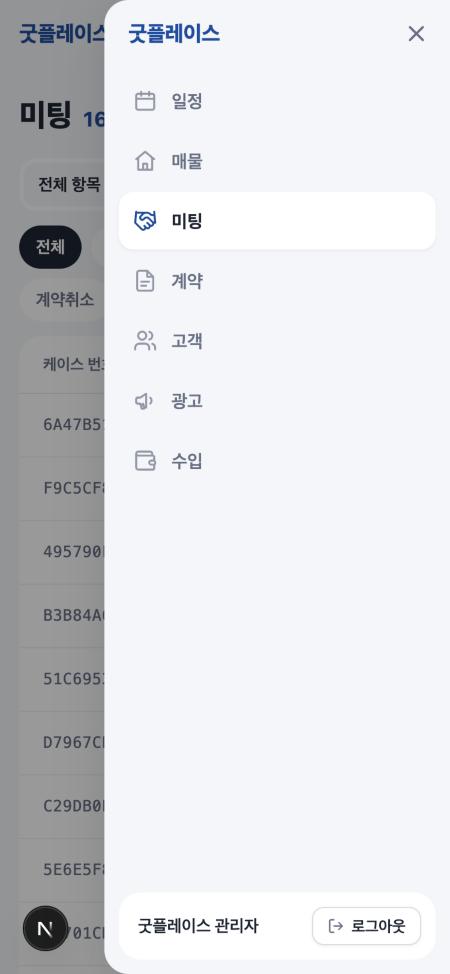 굿플레이스
굿플레이스
미팅 16
전체 항목
전체
계약취소
케이스
6A47B5
F9C5CF
495790
B3B84A
51C695
D7967C
C29DB0
5E6E5F
01C
N
일정
매물
미팅
계약
고객
광고
수입
굿플레이스 관리자
로그아웃